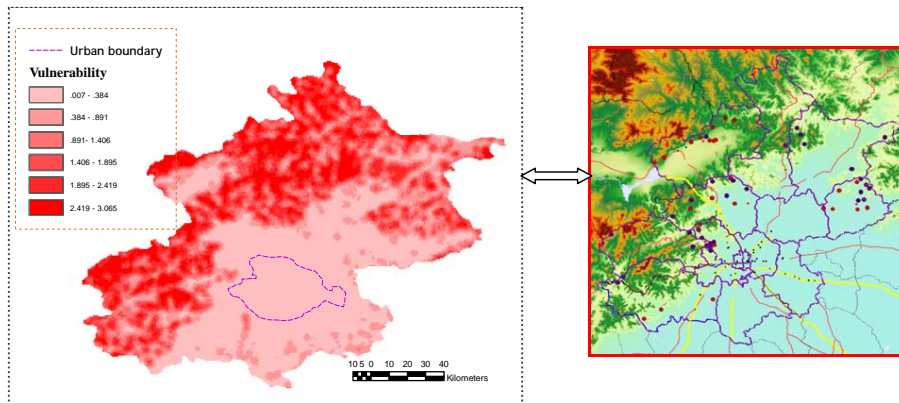 Urban boundary
Vulnerability
.007 - .384
.384 - .891
.891- 1.406
1.406 - 1.895
1.895 - 2.419
2.419 - 3.065
10 5 0 10 20 30 40
Kilometers